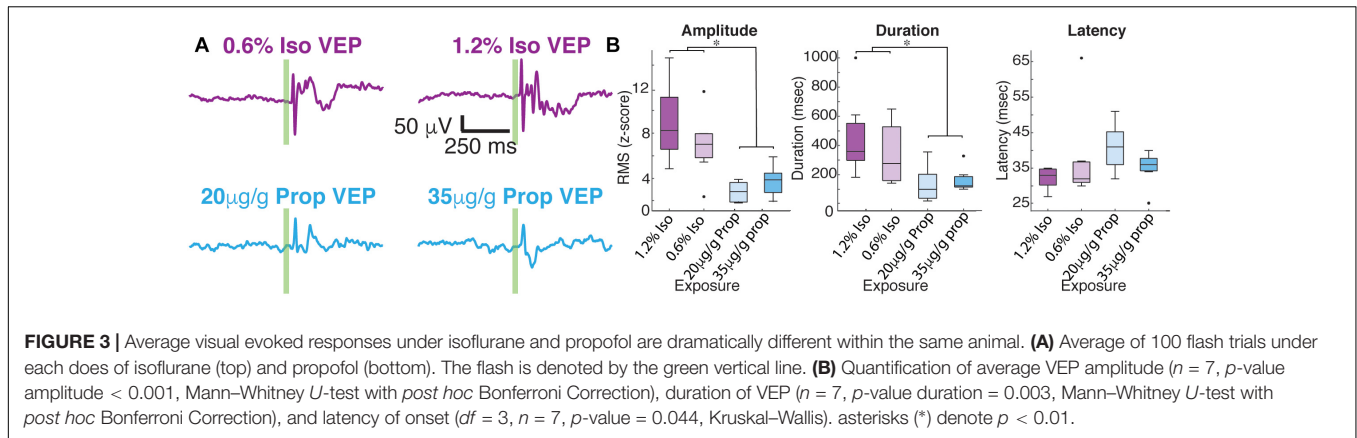 A
0.6% Iso VEP
1.2% Iso VEP
50 μV
250 ms
20μg/g Prop VEP
35μg/g Prop VEP
B
Amplitude
*
RMS (z-score)
12
8
4
0
1.2% Iso
0.6% Iso
20μg/g Prop
35μg/g prop
Exposure
Duration
*
Duration (msec)
1000
800
600
400
200
0
1.2% Iso
0.6% Iso
20μg/g Prop
35μg/g prop
Exposure
Latency
Latency (msec)
65
55
45
35
25
1.2% Iso
0.6% Iso
20μg/g Prop
35μg/g prop
Exposure
FIGURE 3 | Average visual evoked responses under isoflurane and propofol are dramatically different within the same animal. (A) Average of 100 flash trials under
each does of isoflurane (top) and propofol (bottom). The flash is denoted by the green vertical line. (B) Quantification of average VEP amplitude (n = 7, p-value
amplitude < 0.001, Mann–Whitney U-test with post hoc Bonferroni Correction), duration of VEP (n = 7, p-value duration = 0.003, Mann–Whitney U-test with
post hoc Bonferroni Correction), and latency of onset (df = 3, n = 7, p-value = 0.044, Kruskal–Wallis). asterisks (*) denote p < 0.01.